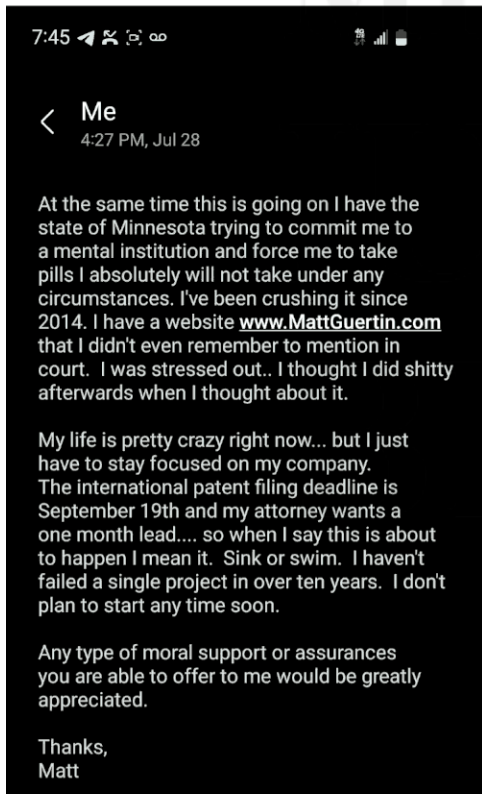 7:45
Me
4:27 PM, Jul 28
At the same time this is going on I have the
state of Minnesota trying to commit me to
a mental institution and force me to take
pills I absolutely will not take under any
circumstances. I've been crushing it since
2014. I have a website www.MattGuertin.com
that I didn't even remember to mention in
court.  I was stressed out.. I thought I did shitty
afterwards when I thought about it.
My life is pretty crazy right now... but I just
have to stay focused on my company.
The international patent filing deadline is
September 19th and my attorney wants a
one month lead.... so when I say this is about
to happen I mean it.  Sink or swim.  I haven't
failed a single project in over ten years.  I don't
plan to start any time soon.
Any type of moral support or assurances
you are able to offer to me would be greatly
appreciated.
Thanks,
Matt